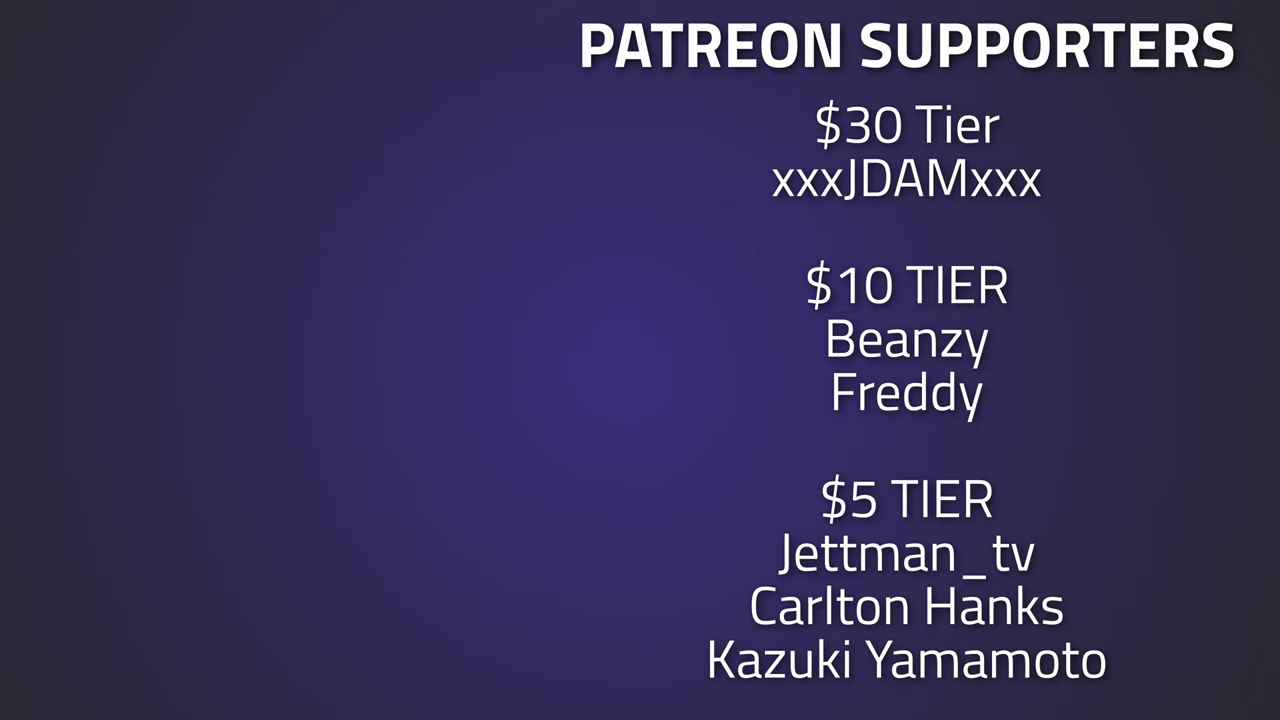 PATREON SUPPORTERS
$30 Tier
xxxJDAMxxx
$10 TIER
Beanzy
Freddy
$5 TIER
Jettman_tv
Carlton Hanks
Kazuki Yamamoto